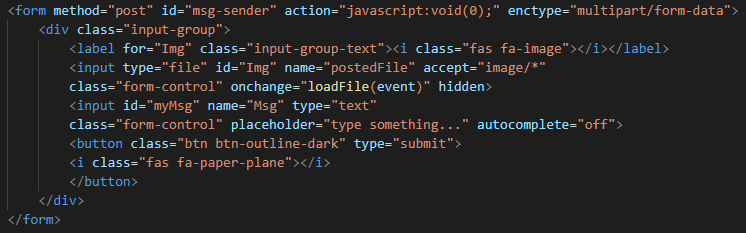 <form method="post" id="msg-sender" action="javascript:void(0);" enctype="multipart/form-data">
<div class="input-group">
<label for="Img" class="input-group-text"><i class="fas fa-image"></i></label>
<input type="file" id="Img" name="postedFile" accept="image/*"
class="form-control" onchange="loadFile(event)" hidden>
<input id="myMsg" name="Msg" type="text"
class="form-control" placeholder="type something..." autocomplete="off">
<button class="btn btn-outline-dark" type="submit">
<i class="fas fa-paper-plane"></i>
</button>
</div>
</form>